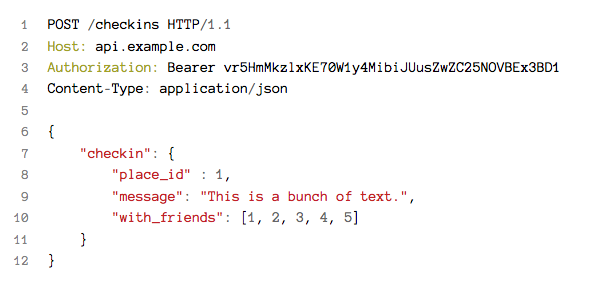 1 POST /checkins HTTP/1.1
2 Host: api.example.com
3 Authorization: Bearer vr5HmMkzlxKE70W1y4MibiJUusZwZC25NOVBEx3BD1
4 Content-Type: application/json
5
6 {
7     "checkin": {
8         "place_id" : 1,
9         "message": "This is a bunch of text.",
10         "with_friends": [1, 2, 3, 4, 5]
11     }
12 }